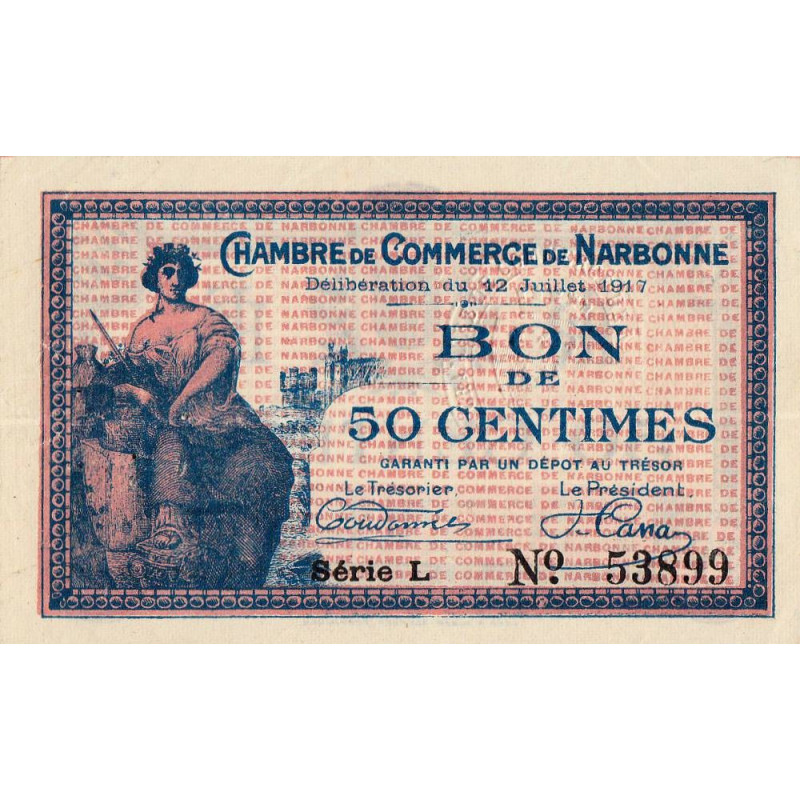 CHAMBRE DE COMMERCE DE NARBONNE
Délibération du 12 Juillet 1917
BON
DE
50 CENTIMES
GARANTI PAR UN DÉPOT AU TRÉSOR
Le Trésorier, Le Président,
Série L Nº 53899